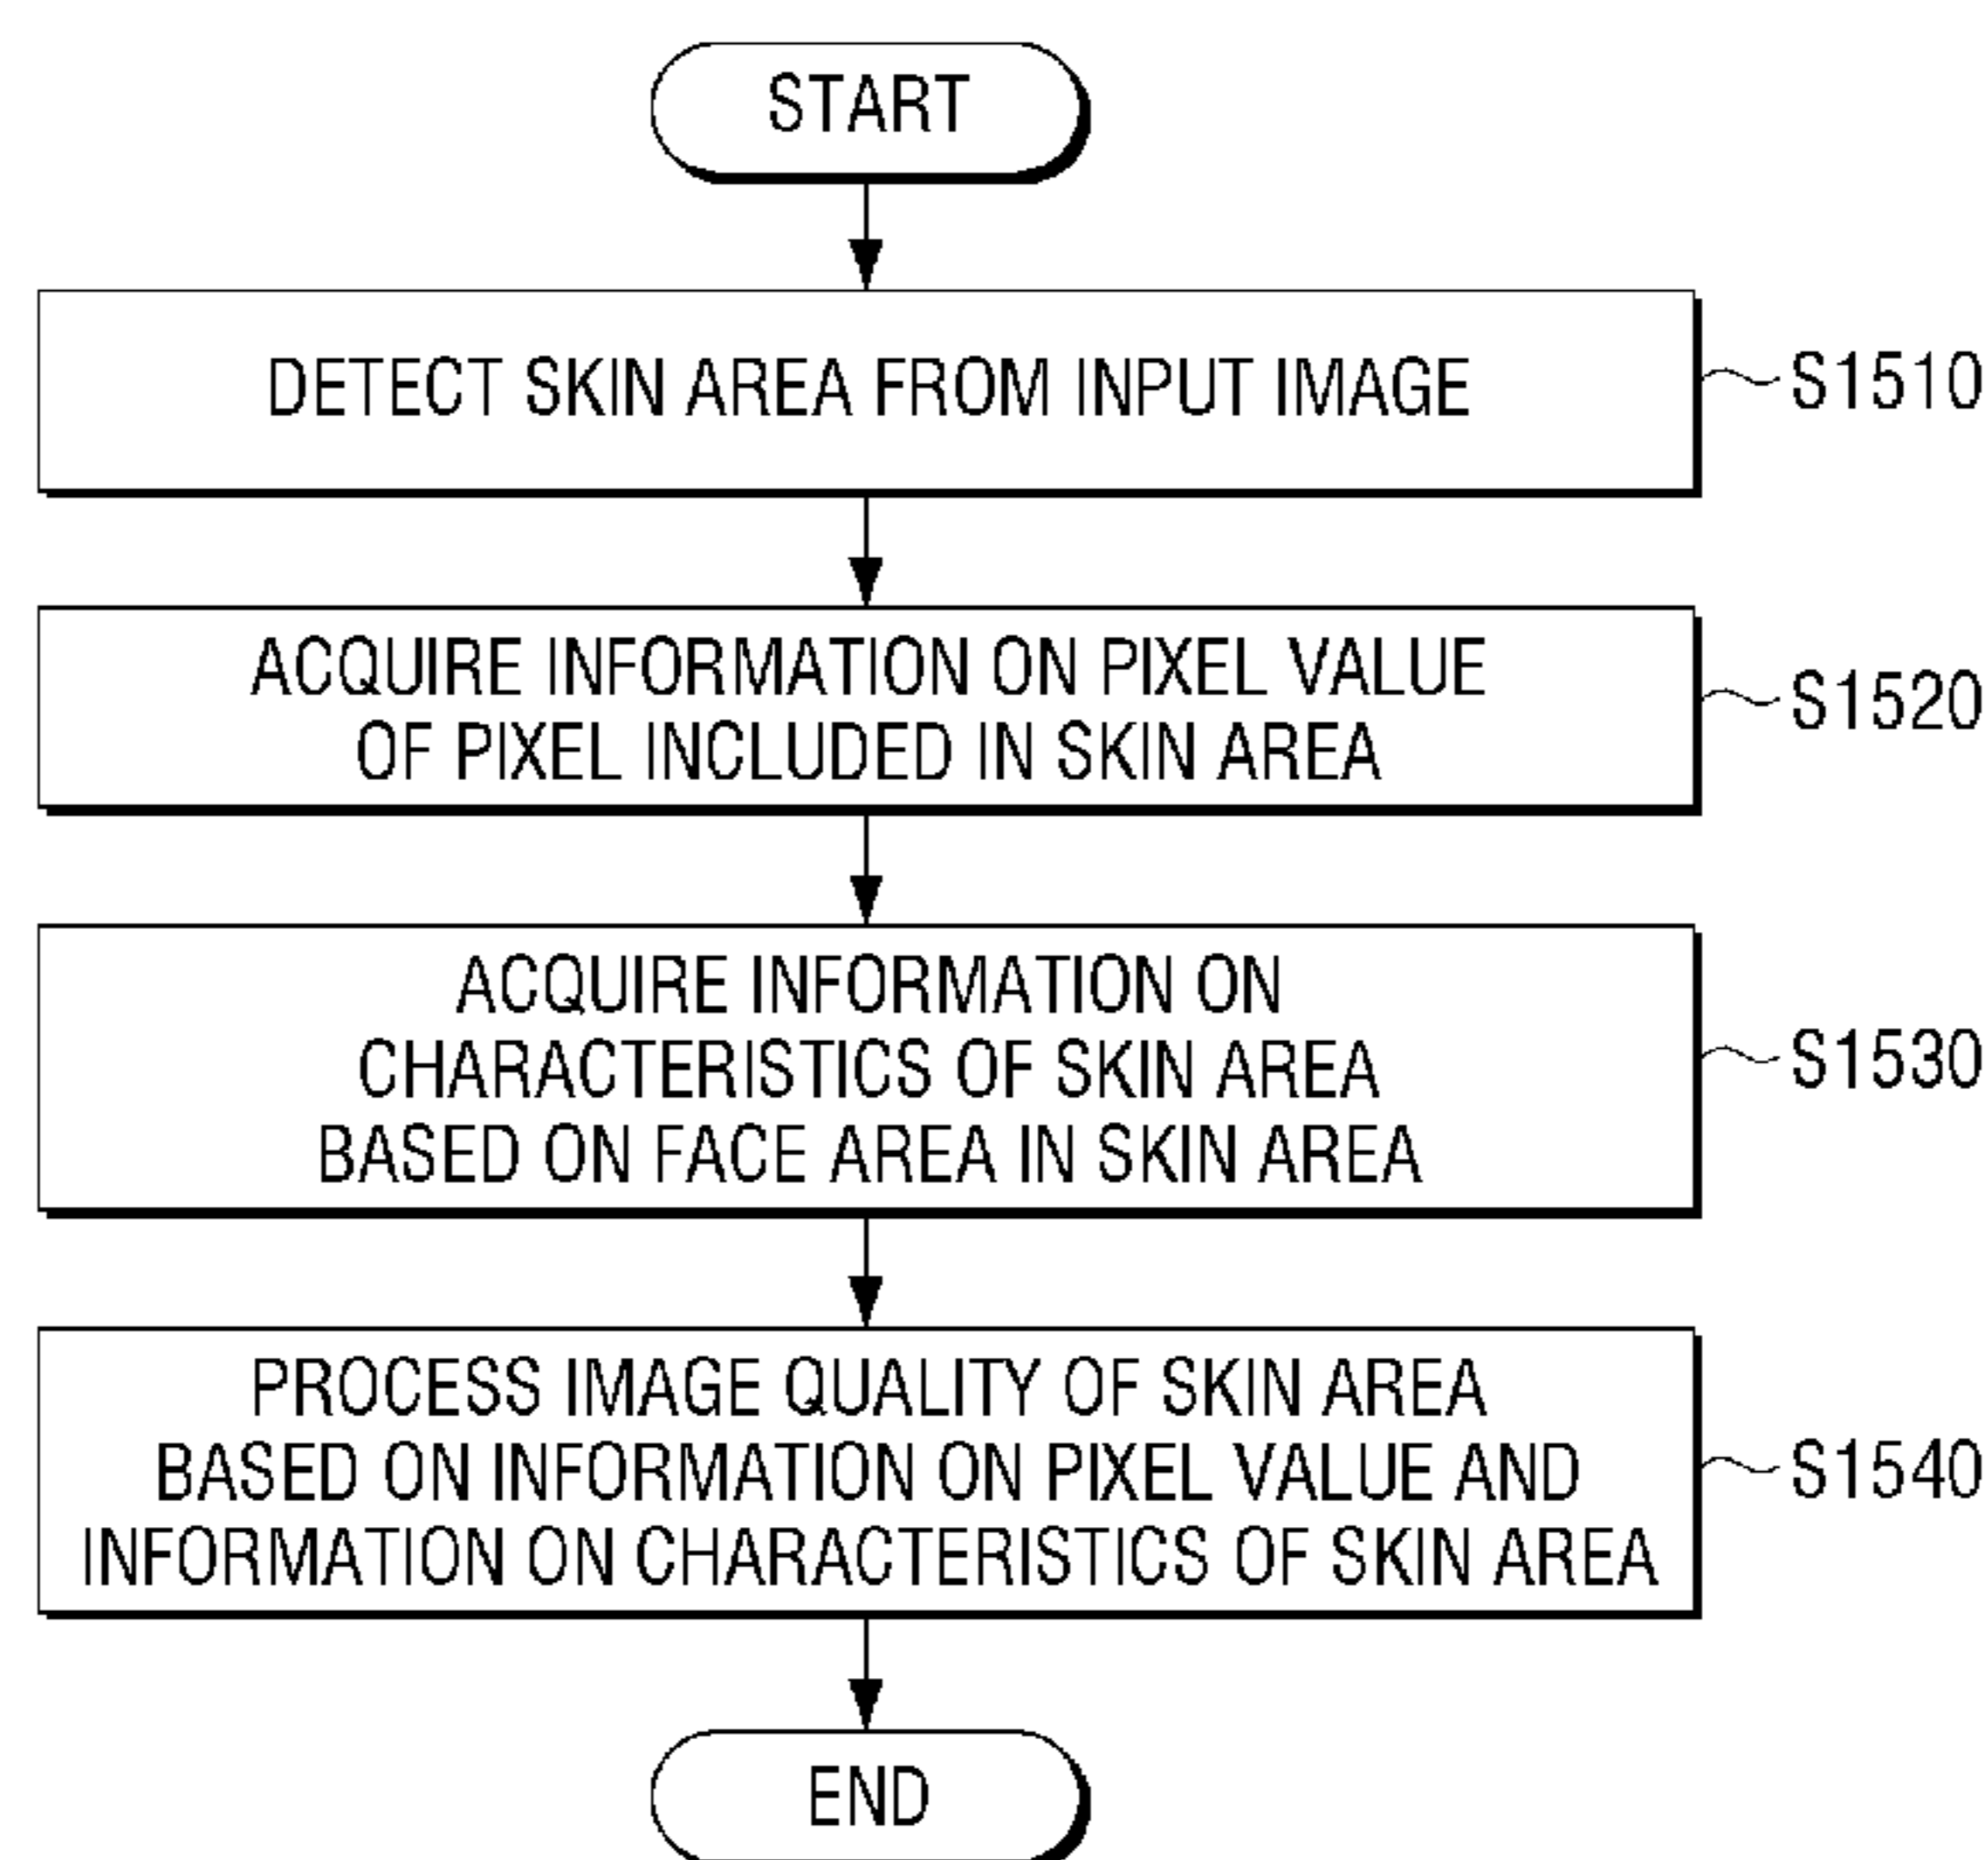 START
DETECT SKIN AREA FROM INPUT IMAGE
S1510
ACQUIRE INFORMATION ON PIXEL VALUE
OF PIXEL INCLUDED IN SKIN AREA
S1520
ACQUIRE INFORMATION ON
CHARACTERISTICS OF SKIN AREA
BASED ON FACE AREA IN SKIN AREA
S1530
PROCESS IMAGE QUALITY OF SKIN AREA
BASED ON INFORMATION ON PIXEL VALUE AND
INFORMATION ON CHARACTERISTICS OF SKIN AREA
S1540
END